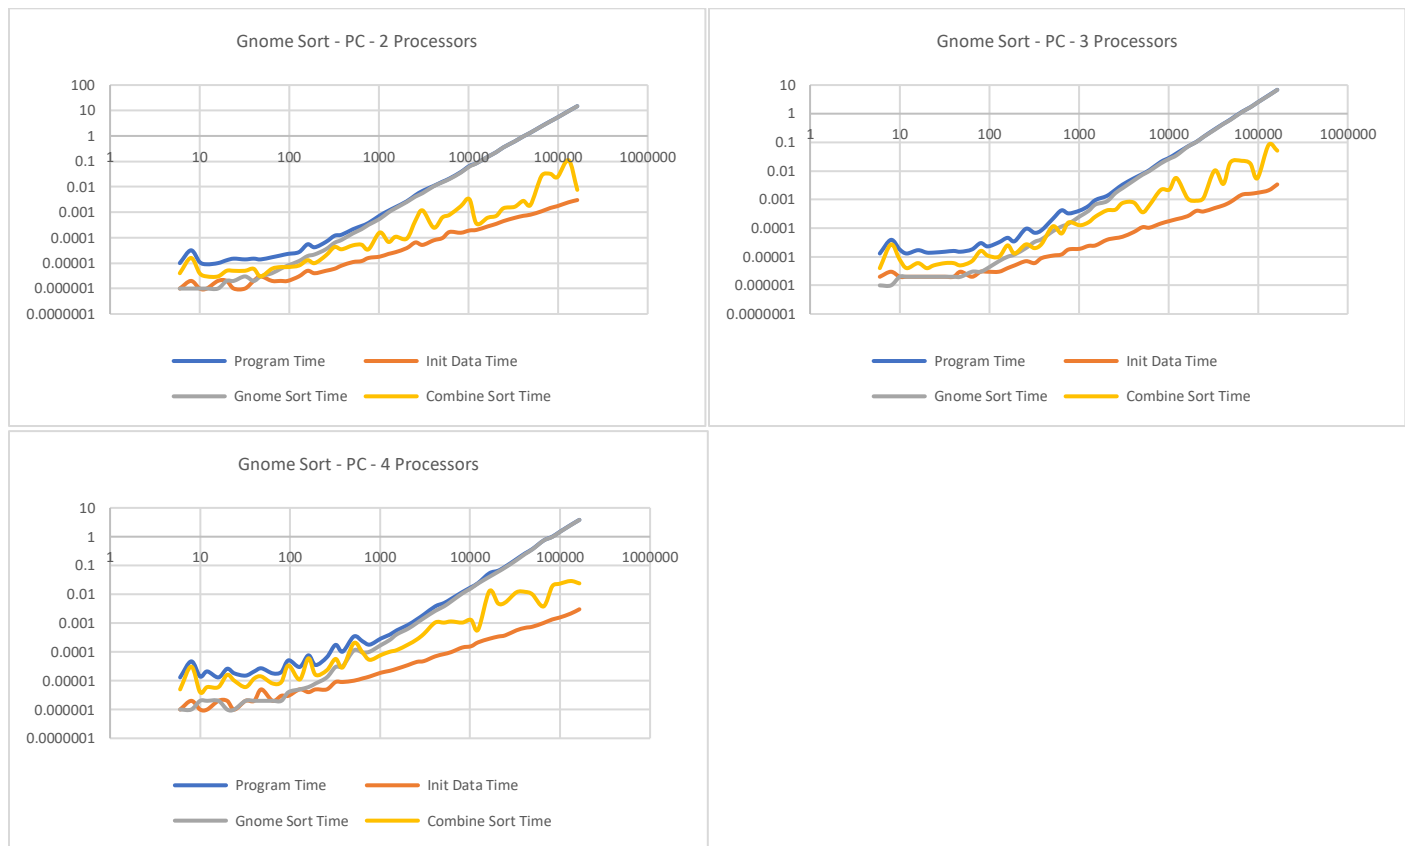 Gnome Sort - PC - 2 Processors
100
10
1
0.1
0.01
0.001
0.0001
0.00001
0.000001
0.0000001
1 10 100 1000 10000 100000 1000000
Program Time Init Data Time
Gnome Sort Time Combine Sort Time
Gnome Sort - PC - 3 Processors
10
1
0.1
0.01
0.001
0.0001
0.00001
0.000001
0.0000001
1 10 100 1000 10000 100000 1000000
Program Time Init Data Time
Gnome Sort Time Combine Sort Time
Gnome Sort - PC - 4 Processors
10
1
0.1
0.01
0.001
0.0001
0.00001
0.000001
0.0000001
1 10 100 1000 10000 100000 1000000
Program Time Init Data Time
Gnome Sort Time Combine Sort Time